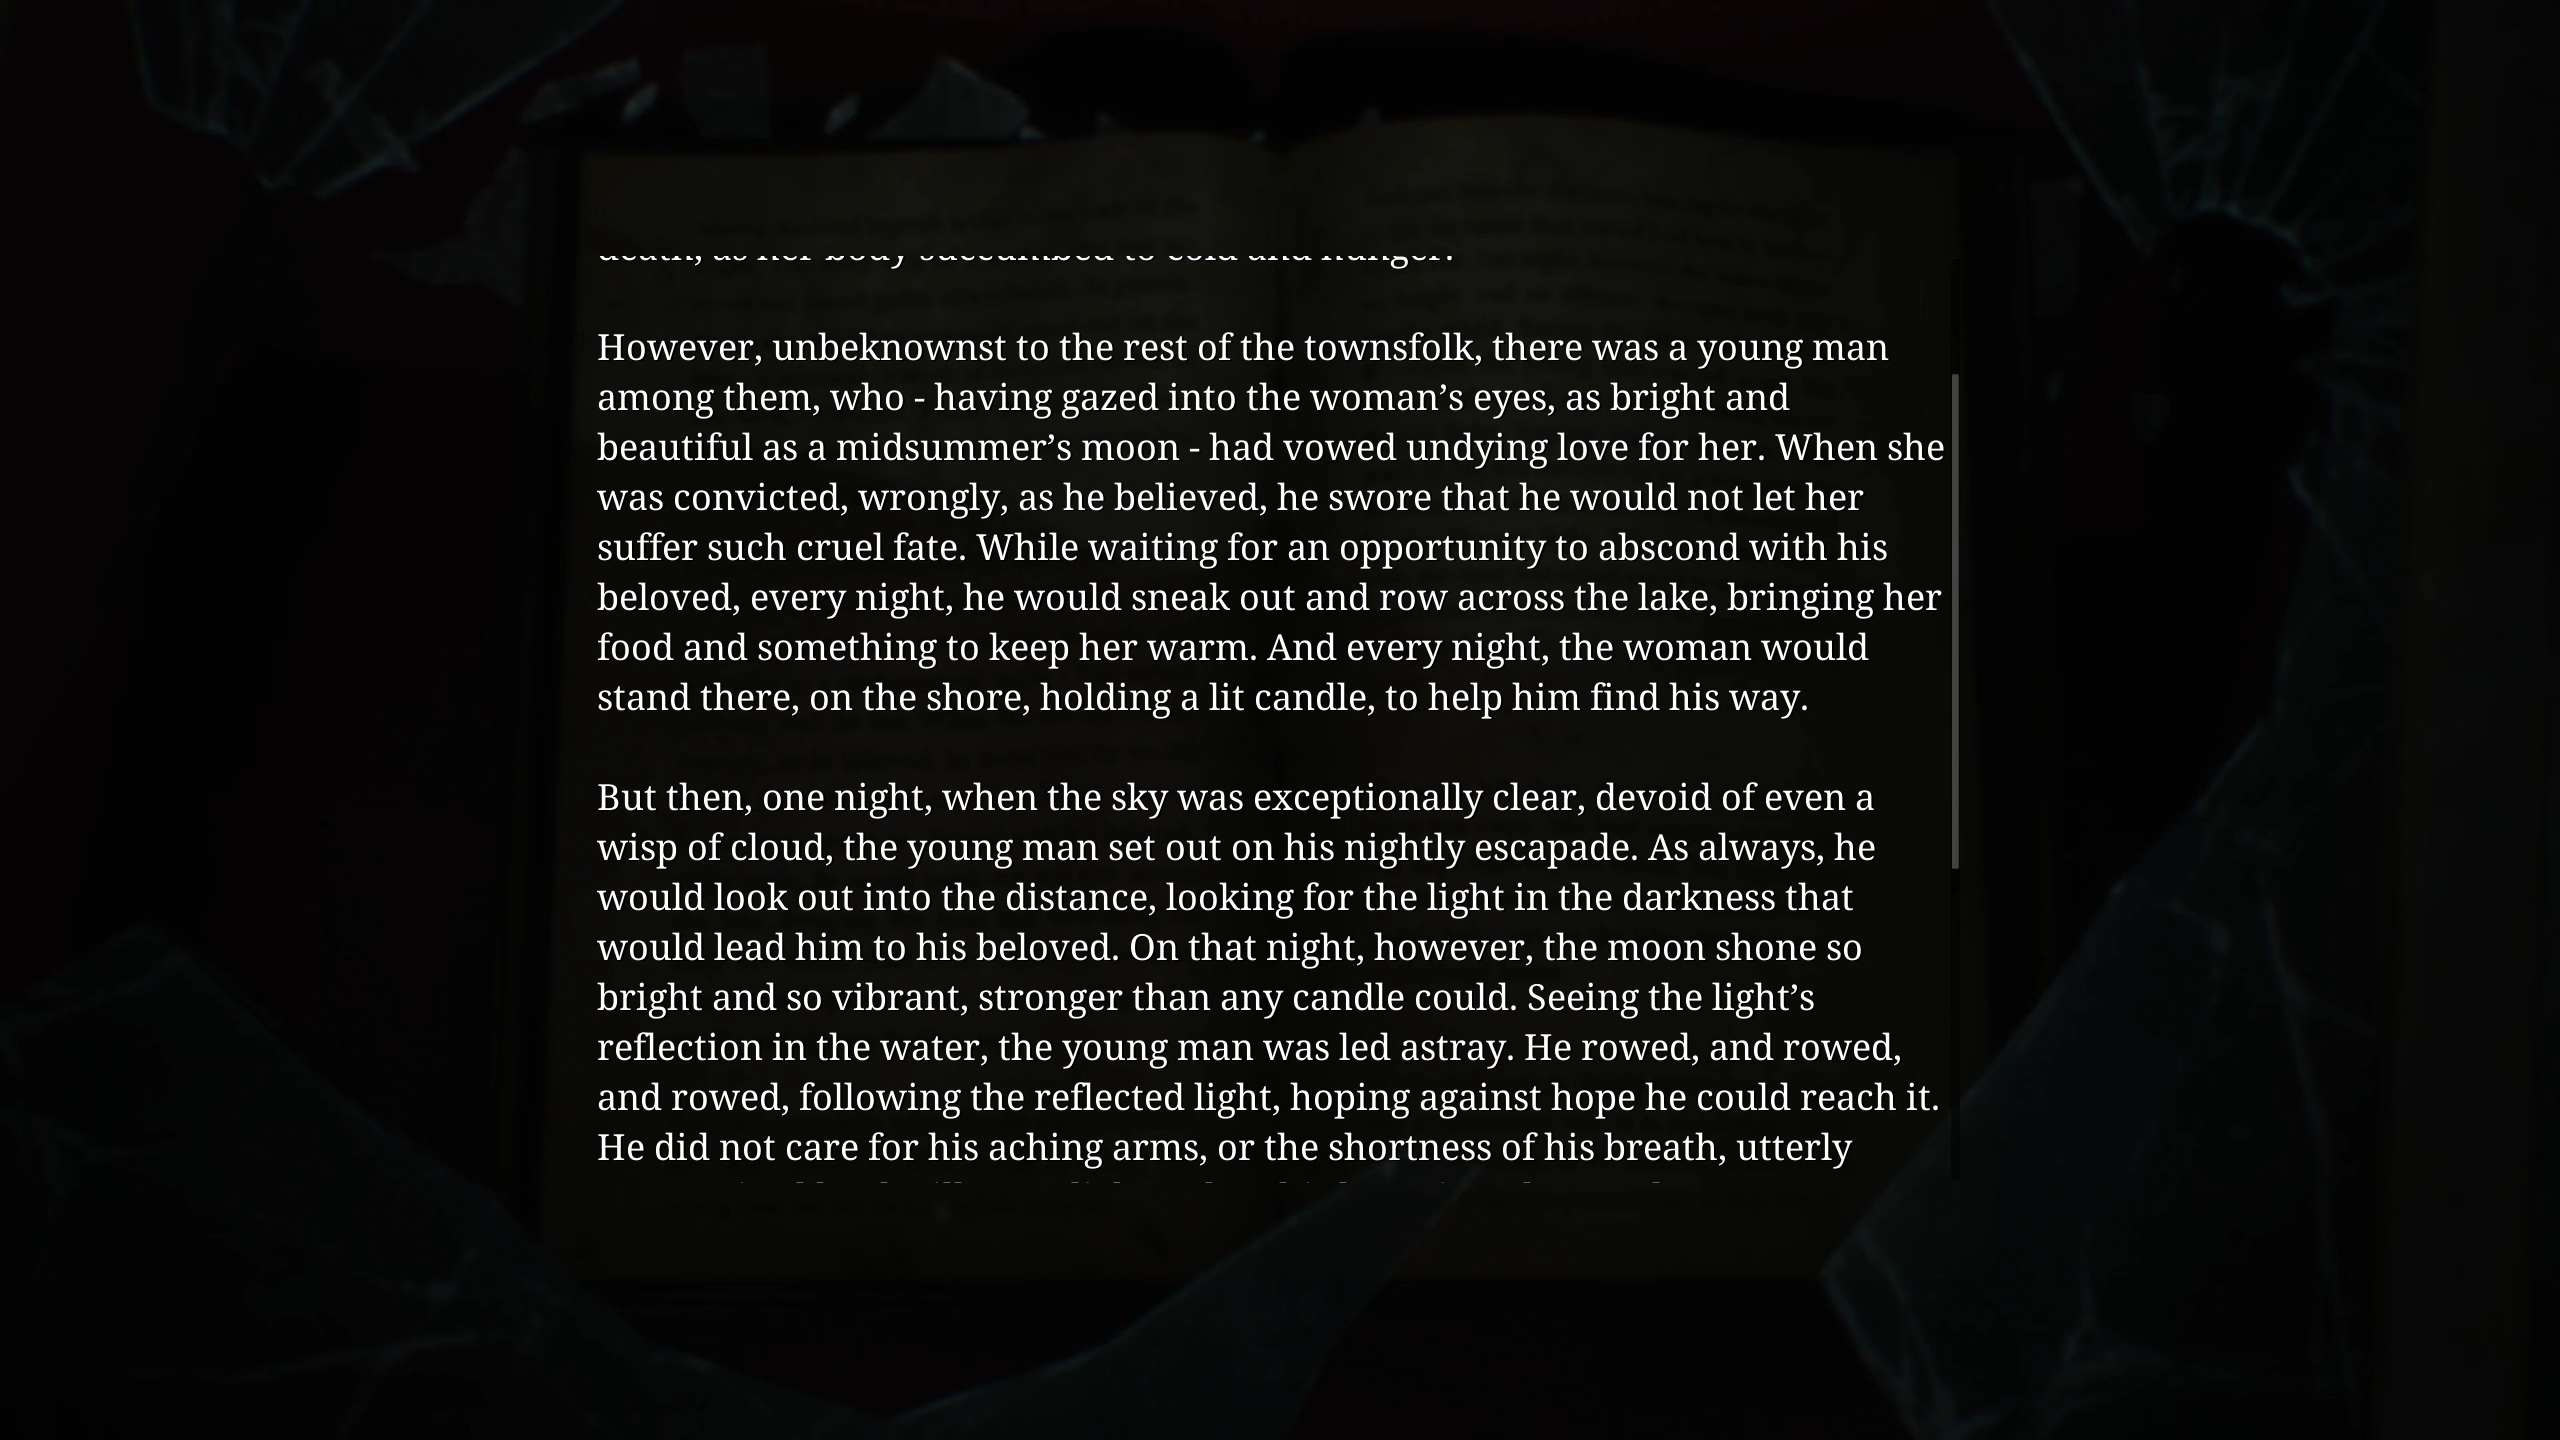 death, as her body succumbed to cold and hunger.
However, unbeknownst to the rest of the townsfolk, there was a young man
among them, who - having gazed into the woman’s eyes, as bright and
beautiful as a midsummer’s moon - had vowed undying love for her. When she
was convicted, wrongly, as he believed, he swore that he would not let her
suffer such cruel fate. While waiting for an opportunity to abscond with his
beloved, every night, he would sneak out and row across the lake, bringing her
food and something to keep her warm. And every night, the woman would
stand there, on the shore, holding a lit candle, to help him find his way.
But then, one night, when the sky was exceptionally clear, devoid of even a
wisp of cloud, the young man set out on his nightly escapade. As always, he
would look out into the distance, looking for the light in the darkness that
would lead him to his beloved. On that night, however, the moon shone so
bright and so vibrant, stronger than any candle could. Seeing the light’s
reflection in the water, the young man was led astray. He rowed, and rowed,
and rowed, following the reflected light, hoping against hope he could reach it.
He did not care for his aching arms, or the shortness of his breath, utterly